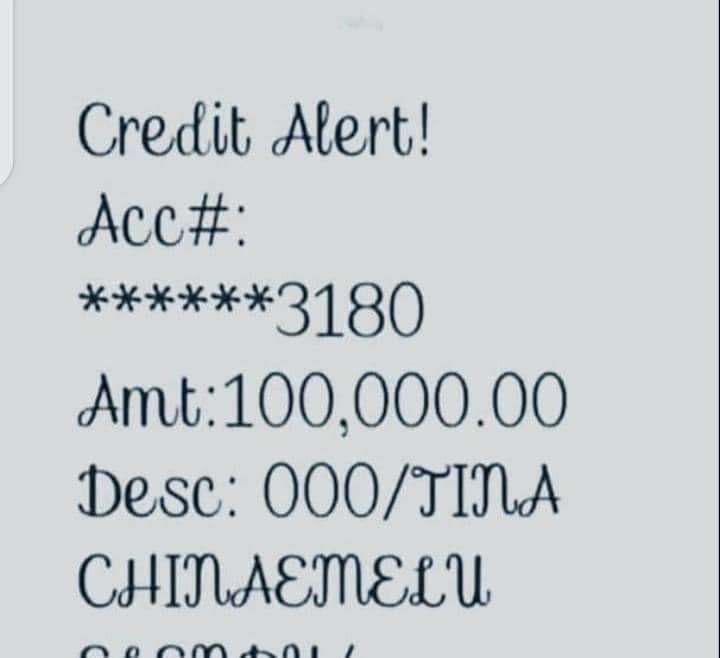 Credit Alert!
Acc#:
******3180
Amt:100,000.00
Desc: 000/TINA
CHINAEMELU